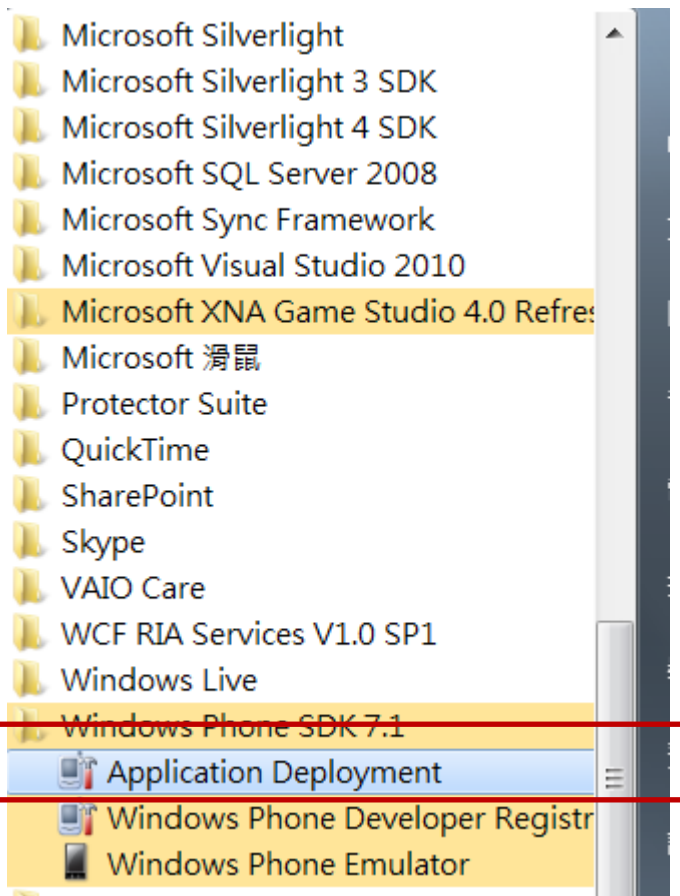 Microsoft Silverlight
Microsoft Silverlight 3 SDK
Microsoft Silverlight 4 SDK
Microsoft SQL Server 2008
Microsoft Sync Framework
Microsoft Visual Studio 2010
Microsoft XNA Game Studio 4.0 Refres
Microsoft 滑鼠
Protector Suite
QuickTime
SharePoint
Skype
VAIO Care
WCF RIA Services V1.0 SP1
Windows Live
Windows Phone SDK 7.1
Application Deployment
Windows Phone Developer Registr
Windows Phone Emulator